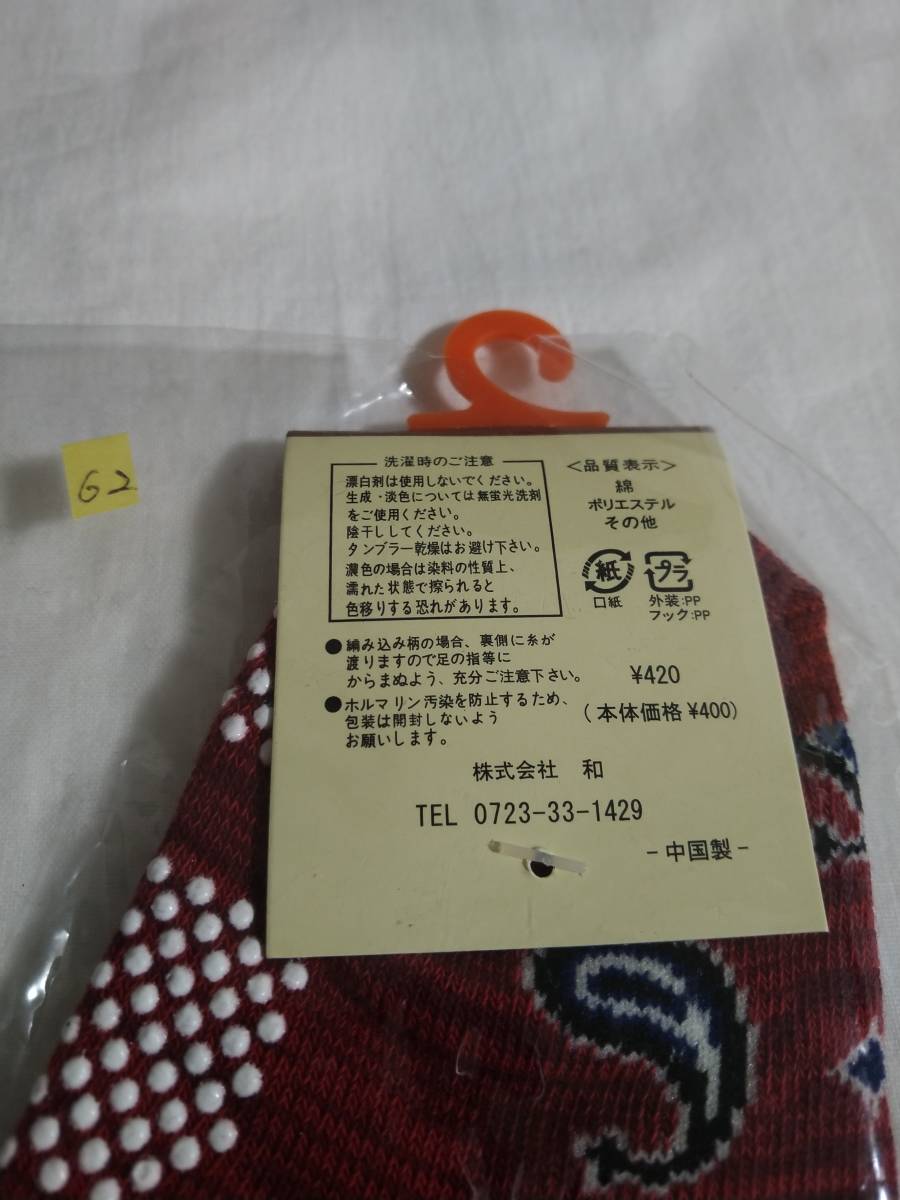 G2
洗濯時のご注意
漂白剤は使用しないでください。
生成・淡色については無蛍光洗剤
をご使用ください。
陰干ししてください。
タンブラー乾燥はお避け下さい。
濃色の場合は染料の性質上、
濡れた状態で擦られると
色移りする恐れがあります。
<品質表示>
綿
ポリエステル
その他
紙
プラ
口紙
外装:PP
フック:PP
●編み込み柄の場合、裏側に糸が
渡りますので足の指等に
からまぬよう、充分ご注意下さい。
●ホルマリン汚染を防止するため、
包装は開封しないよう
お願いします。
¥420
(本体価格¥400)
株式会社 和
TEL 0723-33-1429
-中国製-